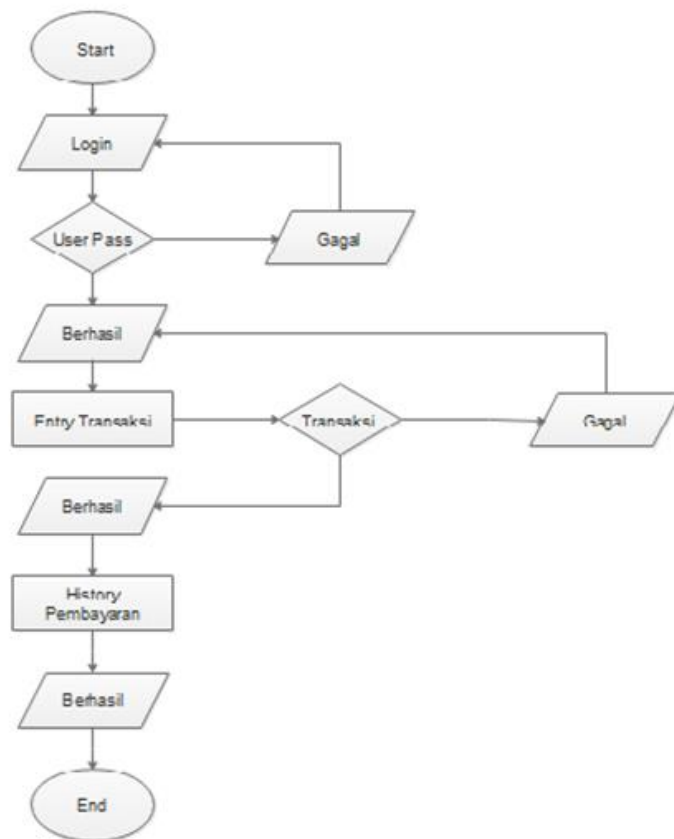 Start
Login
User Pass
Gagal
Berhasil
Entry Transaksi
Transaksi
Gagal
Berhasil
History
Pembayaran
Berhasil
End